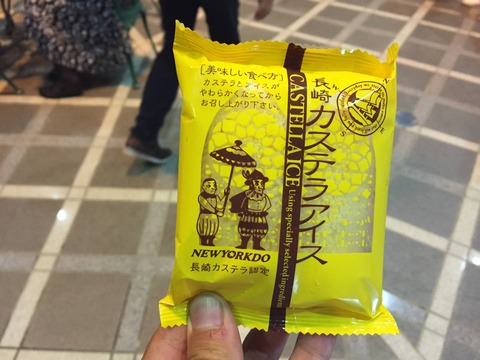 [美味しい食べ方]
カステラとアイスが
やわらかくなってから
お召し上がり下さい。
長崎
カステラアイス
CASTELLA ICE Using specially selected ingredient
NEWYORKDO
長崎カステラ認定